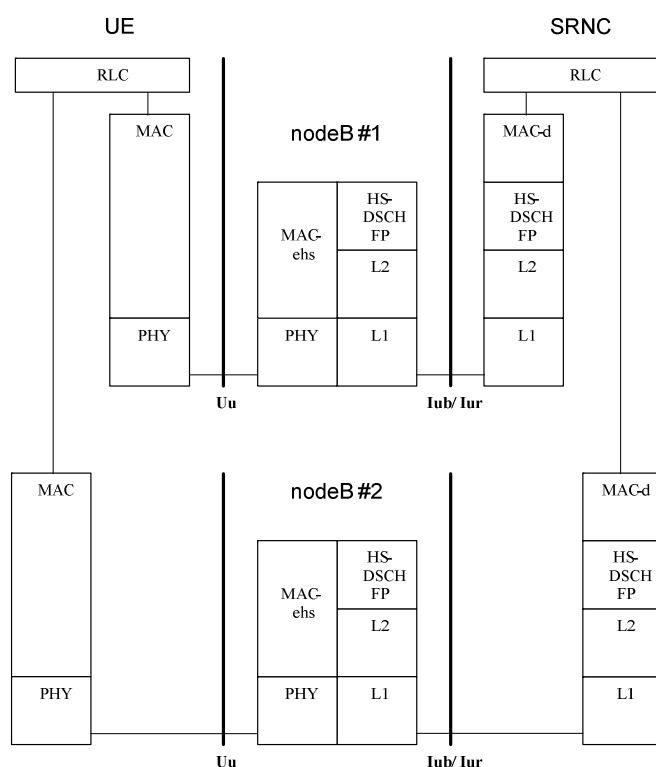 UE
SRNC
RLC
RLC
MAC
nodeB #1
MAC-d
MAC-
ehs
HS-
DSCH
FP
HS-
DSCH
FP
L2
L2
PHY
PHY
L1
L1
Uu
Iub/ Iur
MAC
nodeB #2
MAC-d
MAC-
ehs
HS-
DSCH
FP
HS-
DSCH
FP
L2
L2
PHY
PHY
L1
L1
Uu
Iub/ Iur